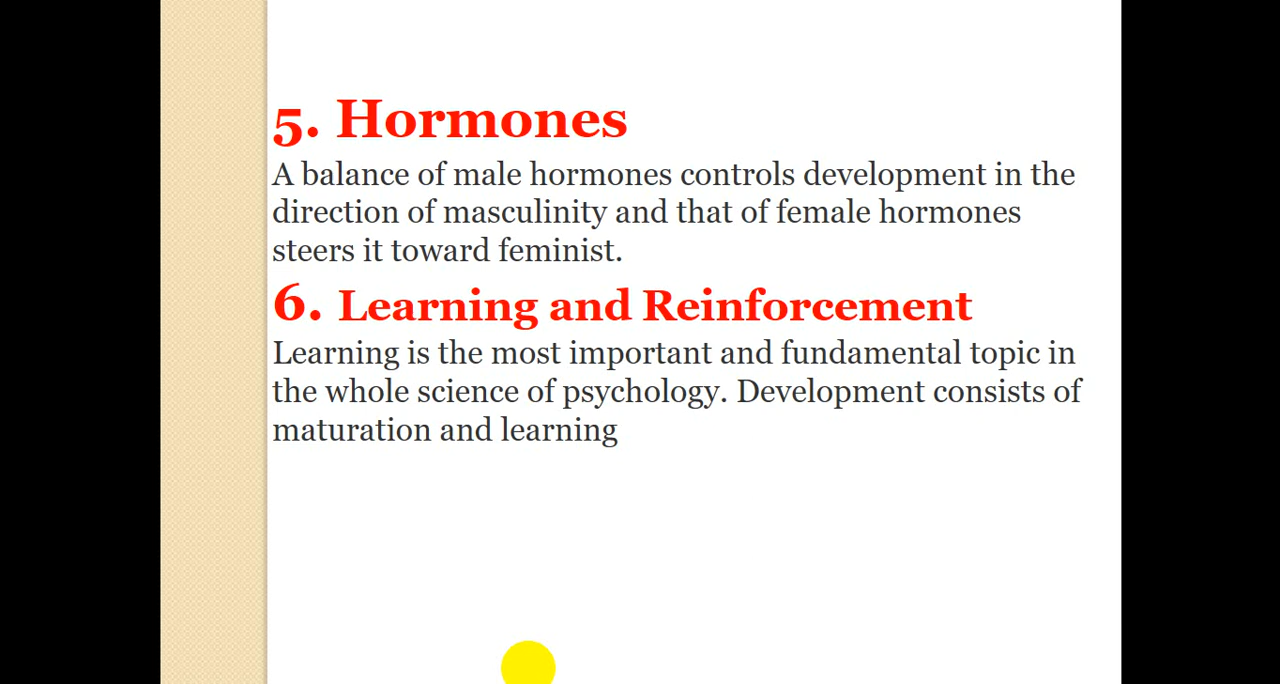 5. Hormones
A balance of male hormones controls development in the
direction of masculinity and that of female hormones
steers it toward feminist.
6. Learning and Reinforcement
Learning is the most important and fundamental topic in
the whole science of psychology. Development consists of
maturation and learning